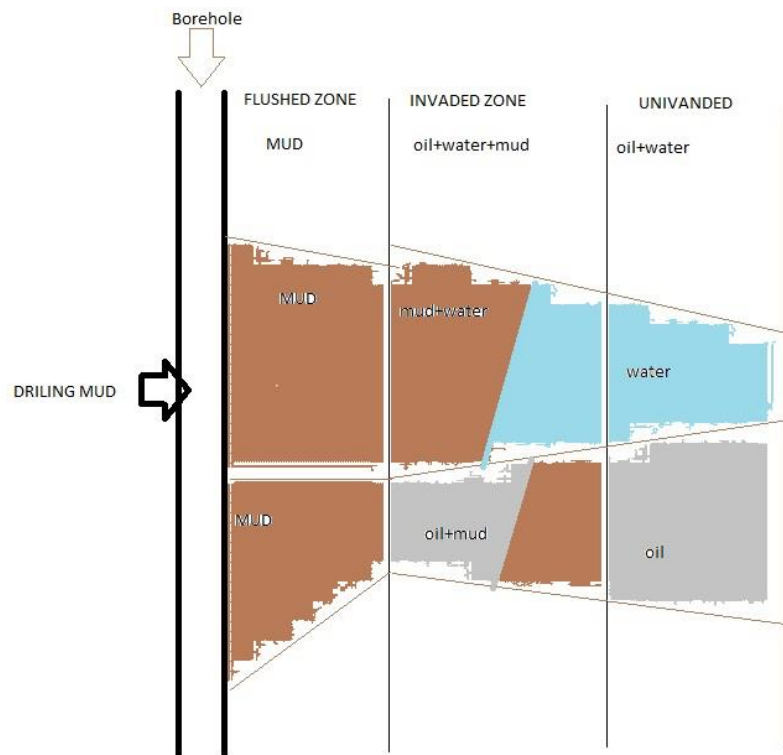 Borehole
FLUSHED ZONE
INVADED ZONE
UNIVANDED
MUD
oil+water+mud
oil+water
MUD
mud+water
water
DRILING MUD
MUD
oil+mud
oil